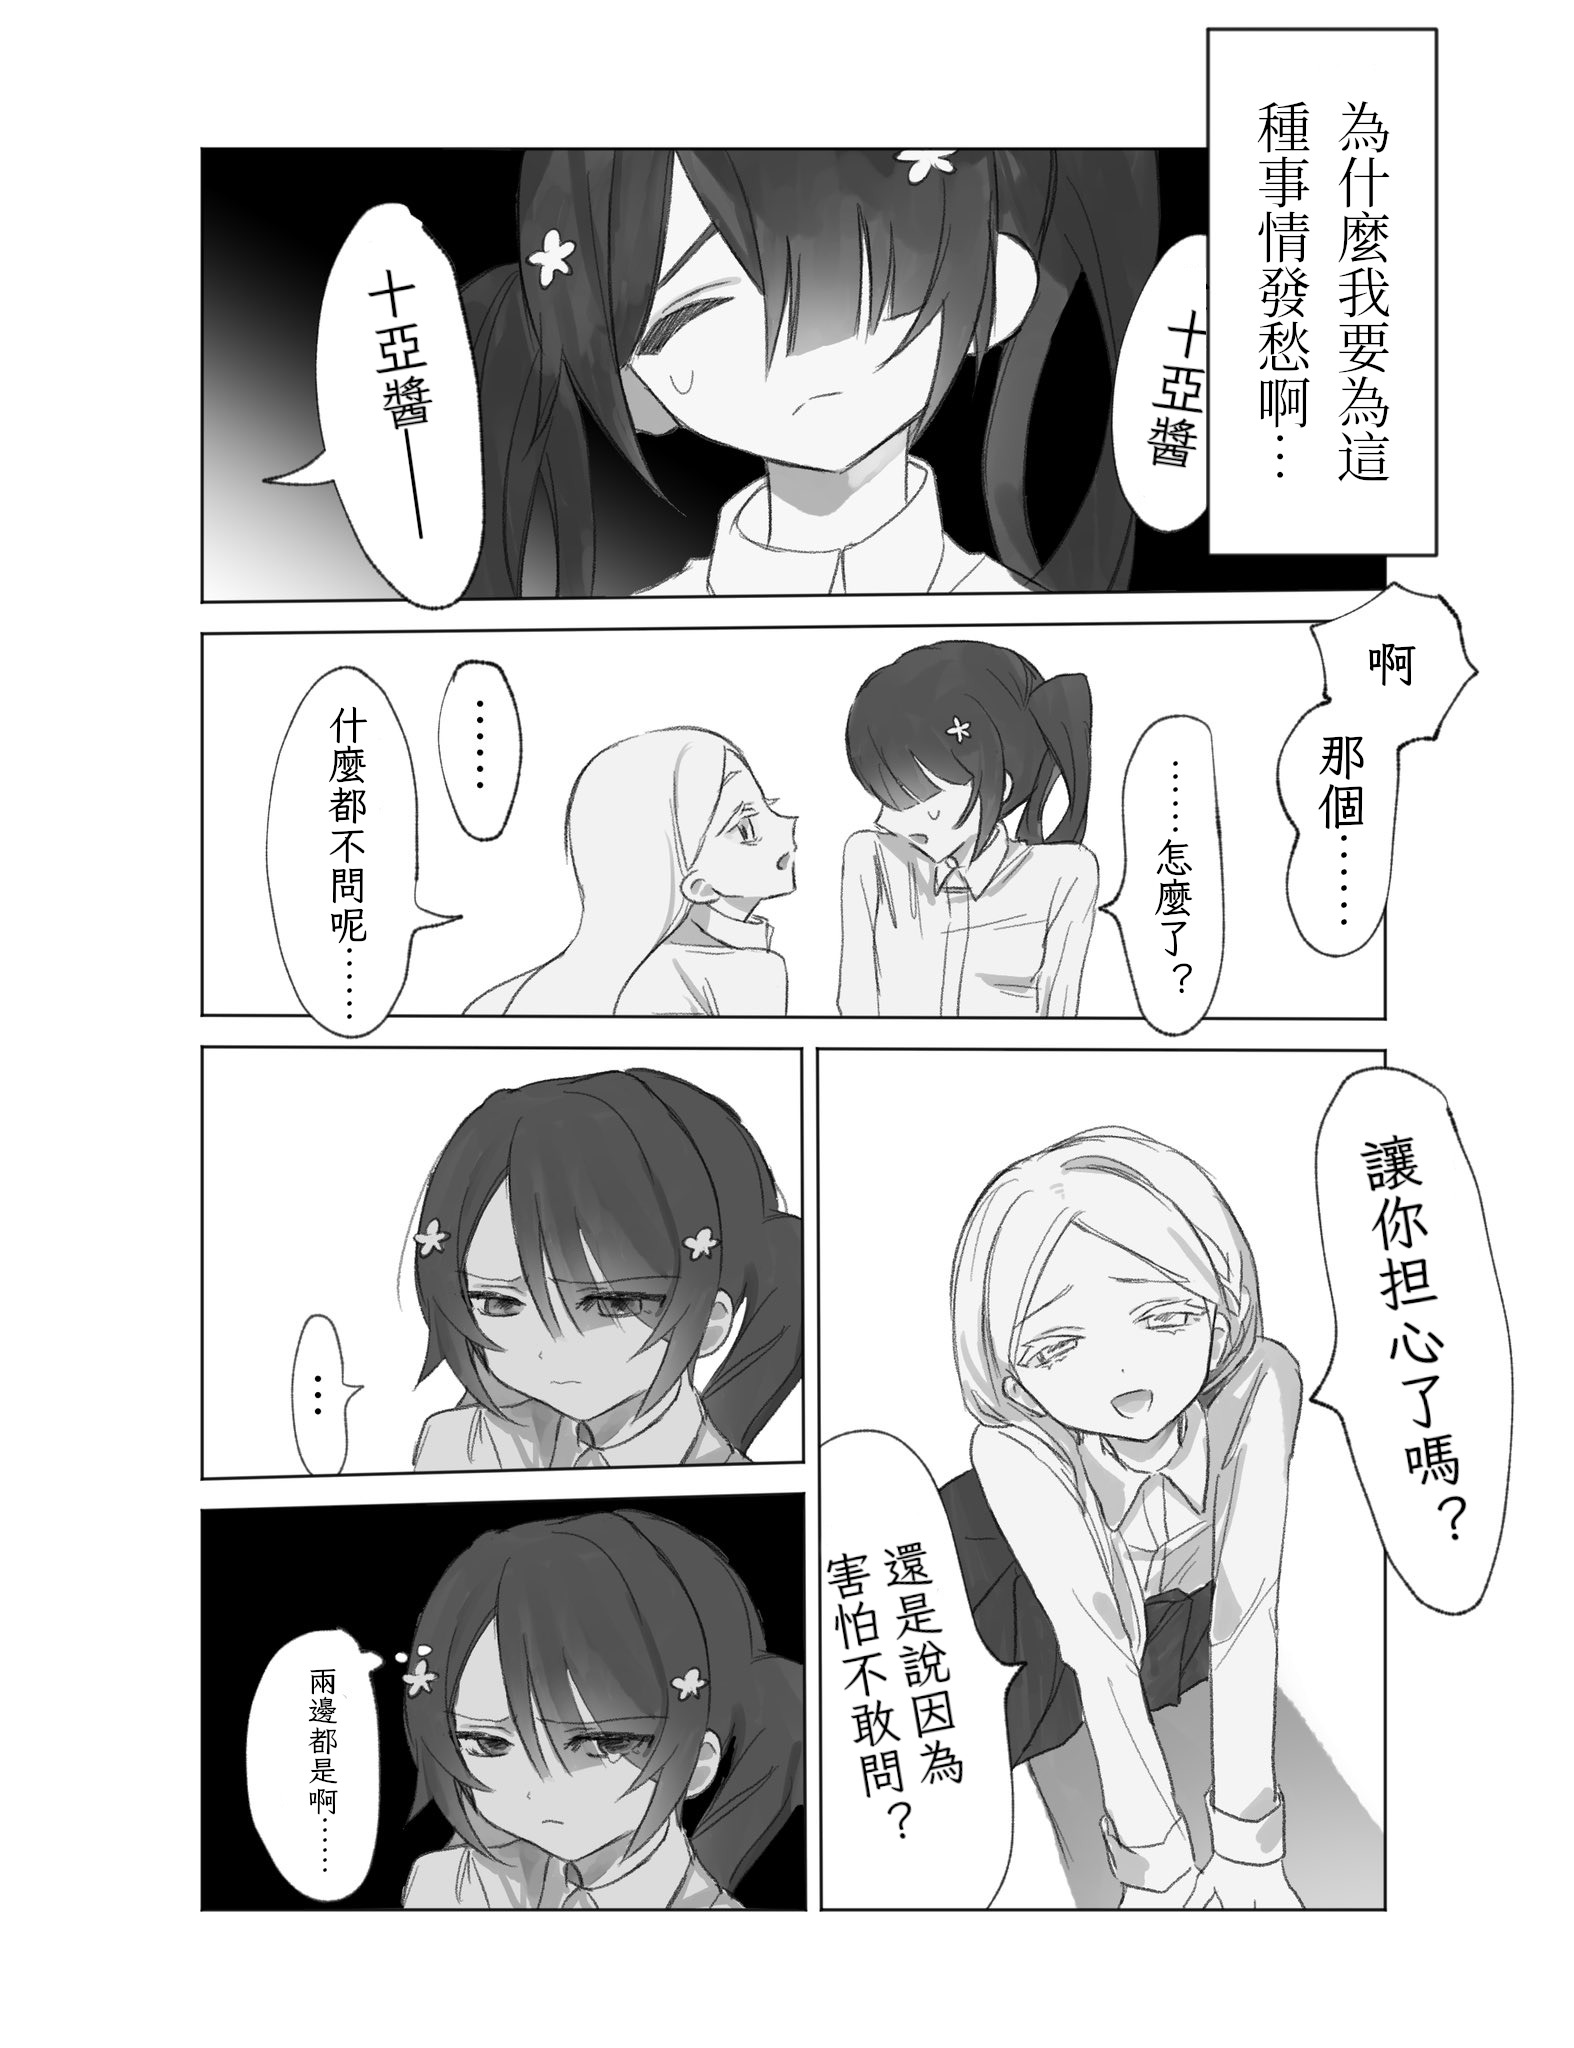 為什麼我要為這
種事情發愁啊…
十亞醬
十亞醬——
啊
那個……
……怎麼了？
……
什麼都不問呢……
讓你担心了嗎？
還是說因為
害怕不敢問？
…
兩邊都是啊……